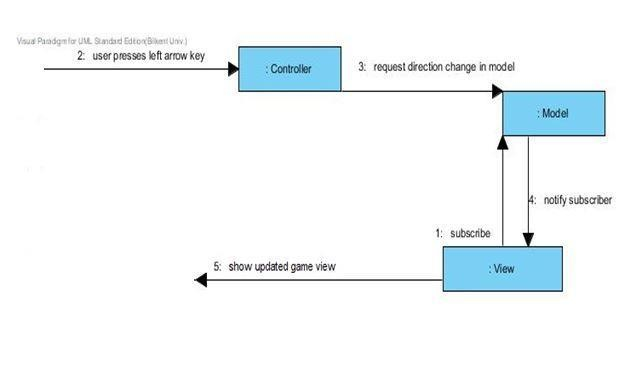 Visual Paradigm for UML Standard Edition(Bilkent Univ.)
2: user presses left arrow key
: Controller
3: request direction change in model
: Model
4: notify subscriber
1: subscribe
: View
5: show updated game view